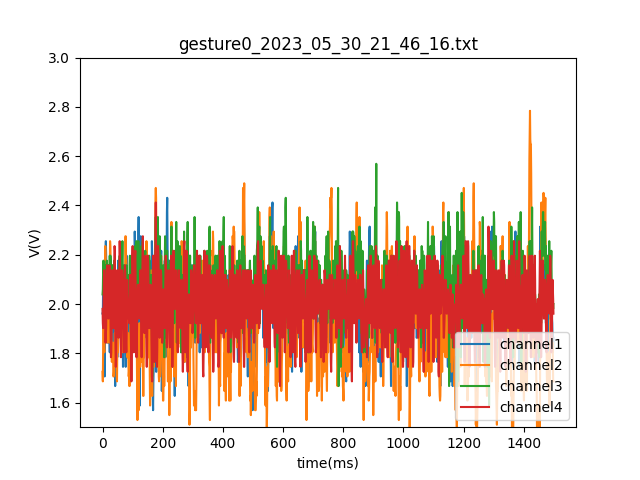 gesture0_2023_05_30_21_46_16.txt
3.0
2.8
2.6
2.4
2.2
2.0
1.8
1.6
V(V)
0 200 400 600 800 1000 1200 1400
time(ms)
channel1
channel2
channel3
channel4